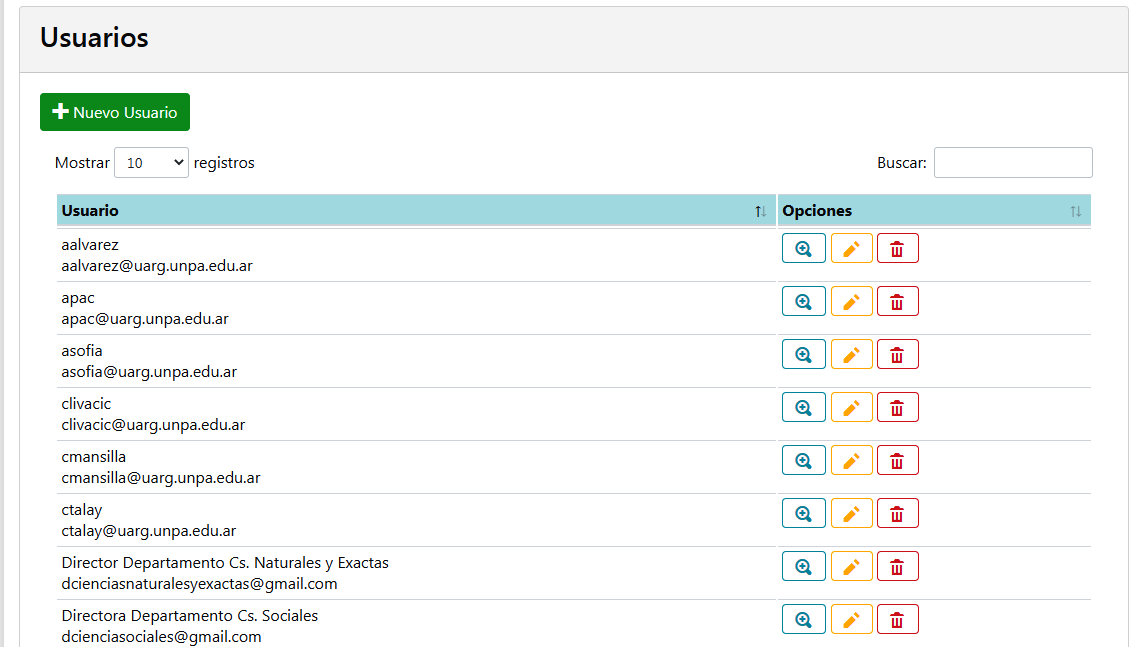 Usuarios
Nuevo Usuario
Mostrar 10 registros
Buscar:
Usuario Opciones
aalvarez
aalvarez@uarg.unpa.edu.ar
apac
apac@uarg.unpa.edu.ar
asofia
asofia@uarg.unpa.edu.ar
clivacic
clivacic@uarg.unpa.edu.ar
cmansilla
cmansilla@uarg.unpa.edu.ar
ctalay
ctalay@uarg.unpa.edu.ar
Director Departamento Cs. Naturales y Exactas
dcienciasnaturalesyexactas@gmail.com
Directora Departamento Cs. Sociales
dcienciasociales@gmail.com